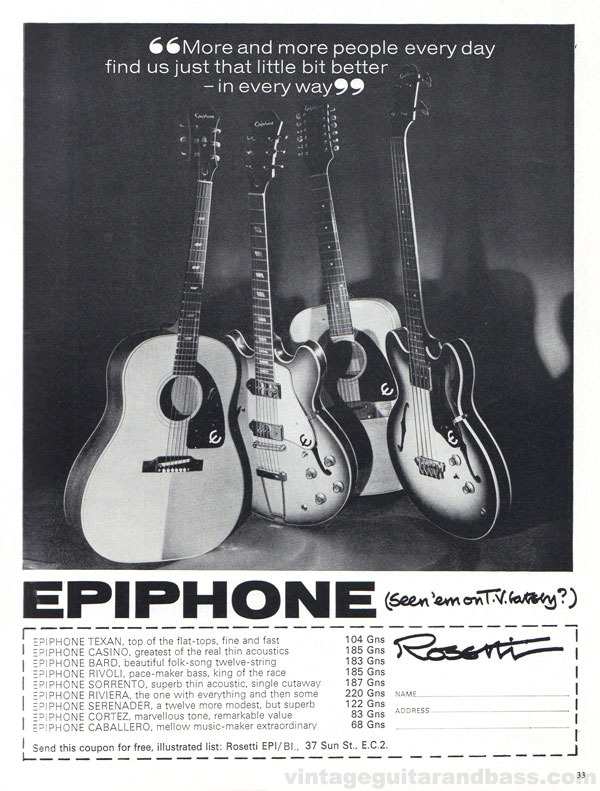 “More and more people every day
find us just that little bit better
– in every way”
Epiphone
Epiphone
EPIPHONE (seen 'em on T.V. lately?)
EPIPHONE TEXAN, top of the flat-tops, fine and fast 104 Gns
EPIPHONE CASINO, greatest of the real thin acoustics 185 Gns
EPIPHONE BARD, beautiful folk-song twelve-string 183 Gns
EPIPHONE RIVOLI, pace-maker bass, king of the race 185 Gns
EPIPHONE SORRENTO, superb thin acoustic, single cutaway 187 Gns
EPIPHONE RIVIERA, the one with everything and then some 220 Gns
EPIPHONE SERENADER, a twelve more modest, but superb 122 Gns
EPIPHONE CORTEZ, marvellous tone, remarkable value 83 Gns
EPIPHONE CABALLERO, mellow music-maker extraordinary 68 Gns
Rosetti
NAME
ADDRESS
Send this coupon for free, illustrated list: Rosetti EPI/BI., 37 Sun St., E.C.2.
33
vintageguitarandbass.com